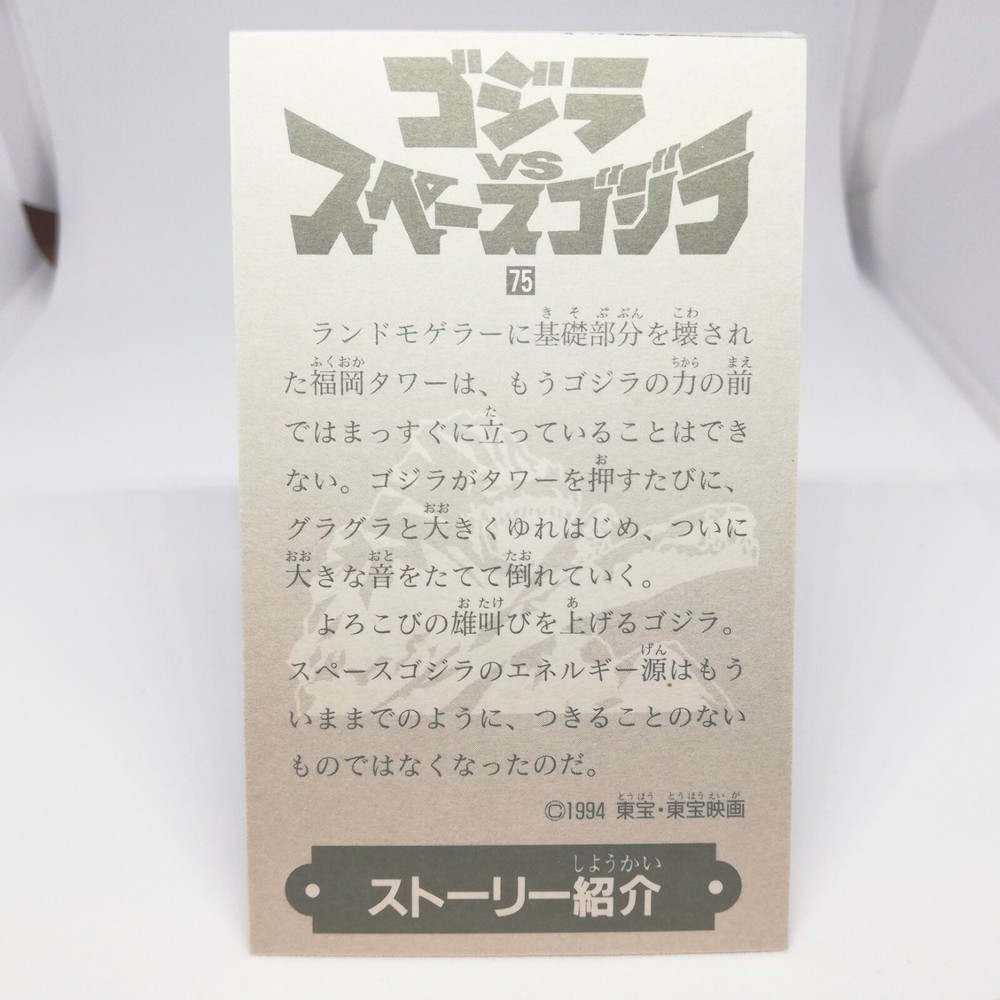 ゴジラ
VS
スペースゴジラ
75
ランドモゲラーに基礎部分を壊され
た福岡タワーは、もうゴジラの力の前
ではまっすぐに立っていることはでき
ない。ゴジラがタワーを押すたびに、
グラグラと大きくゆれはじめ、ついに
大きな音をたてて倒れていく。
よろこびの雄叫びを上げるゴジラ。
スペースゴジラのエネルギー源はもう
いままでのように、つきることのない
ものではなくなったのだ。
©1994 東宝・東宝映画
ストーリー紹介